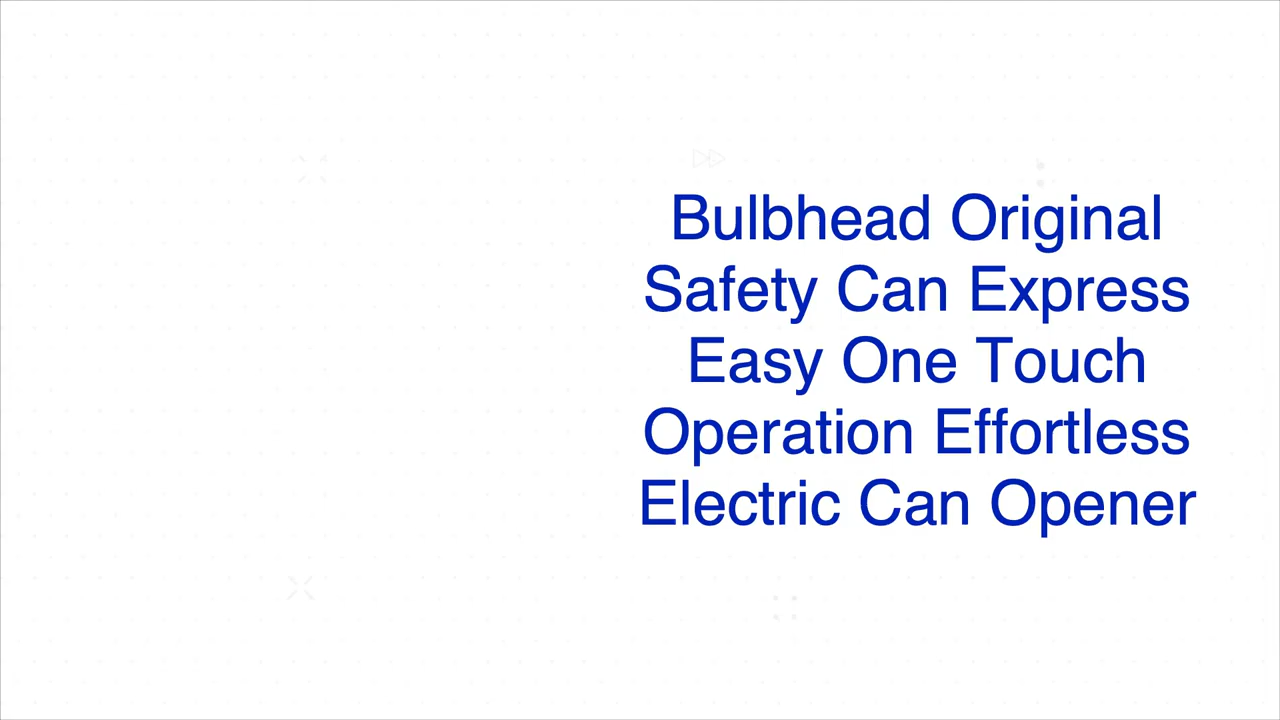 Bulbhead Original
Safety Can Express
Easy One Touch
Operation Effortless
Electric Can Opener